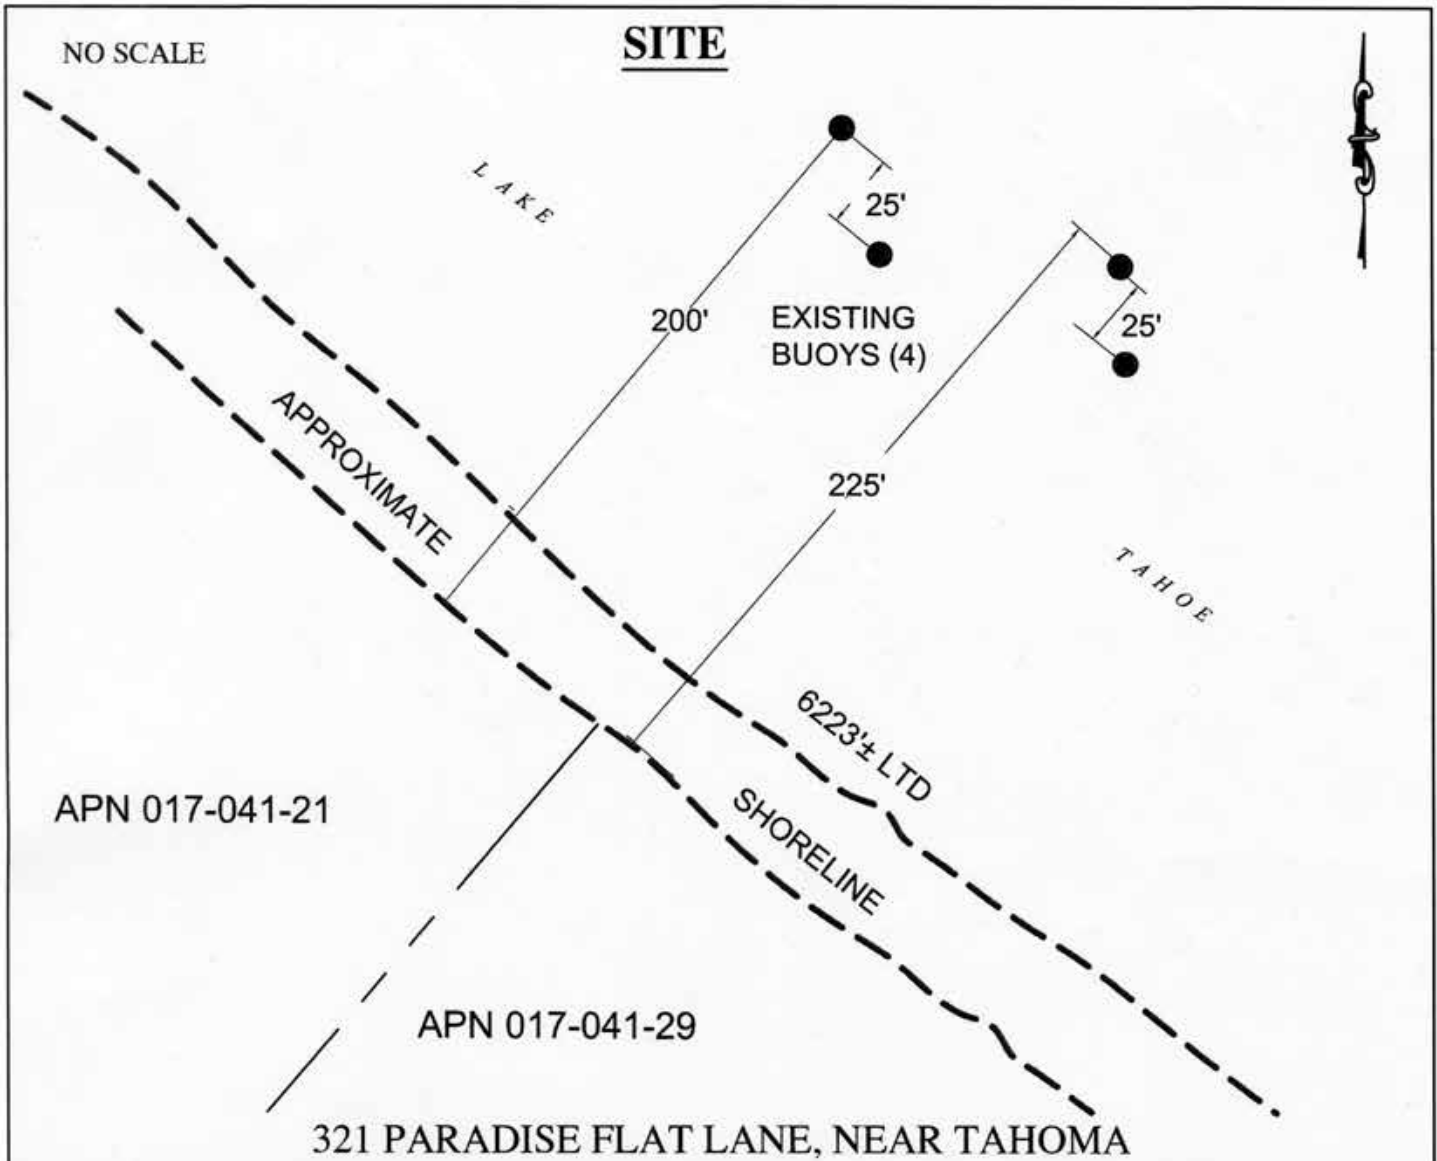 NO SCALE
SITE
LAKE
25'
200'
EXISTING
BUOYS (4)
25'
225'
APPROXIMATE
TAHOE
6223'± LTD
SHORELINE
APN 017-041-21
APN 017-041-29
321 PARADISE FLAT LANE, NEAR TAHOMA